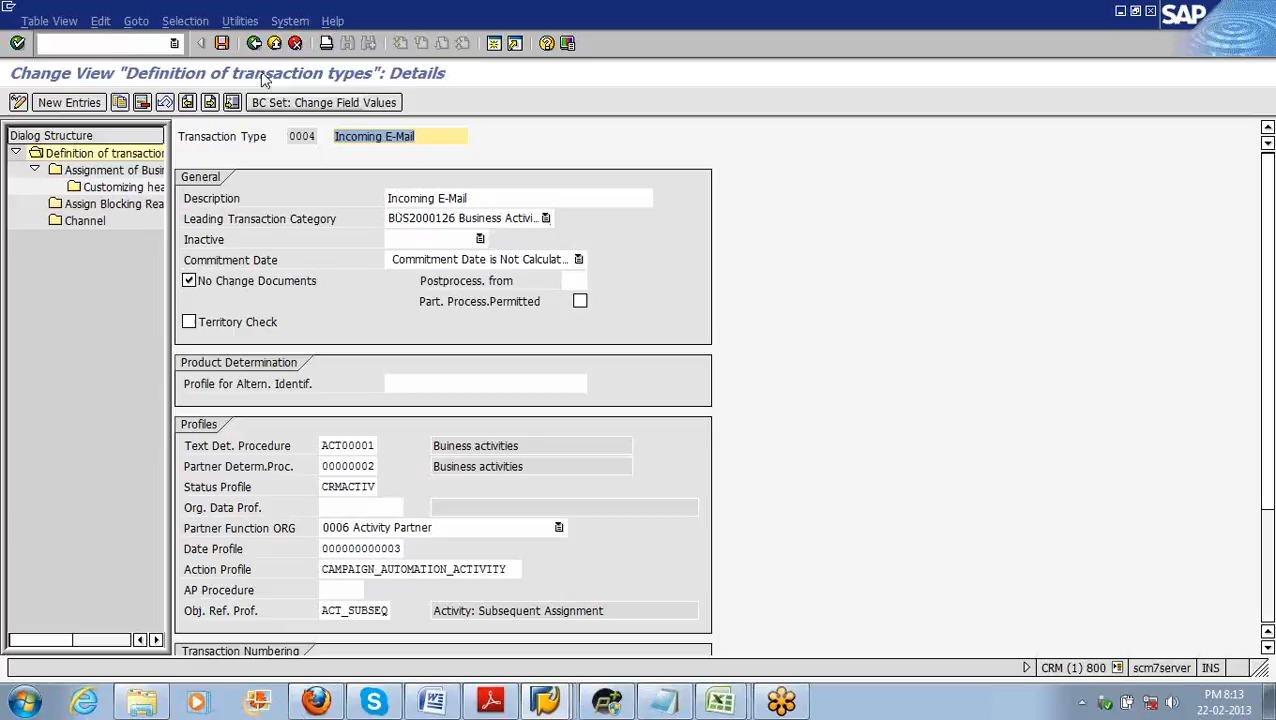 Table View Edit Goto Selection Utilities System Help
SAP
Change View "Definition of transaction types": Details
New Entries BC Set: Change Field Values
Dialog Structure
Definition of transaction
Assignment of Busi
Customizing hea
Assign Blocking Rea
Channel
Transaction Type 0004 Incoming E-Mail
General
Description Incoming E-Mail
Leading Transaction Category BUS2000126 Business Activi...
Inactive
Commitment Date Commitment Date is Not Calculat...
No Change Documents Postprocess. from
Part. Process.Permitted
Territory Check
Product Determination
Profile for Altern. Identif.
Profiles
Text Det. Procedure ACT00001 Buiness activities
Partner Determ.Proc. 00000002 Business activities
Status Profile CRMACTIV
Org. Data Prof.
Partner Function ORG 0006 Activity Partner
Date Profile 000000000003
Action Profile CAMPAIGN_AUTOMATION_ACTIVITY
AP Procedure
Obj. Ref. Prof. ACT_SUBSEQ Activity: Subsequent Assignment
Transaction Numbering
CRM (1) 800 scm7server INS
PM 8:13
22-02-2013